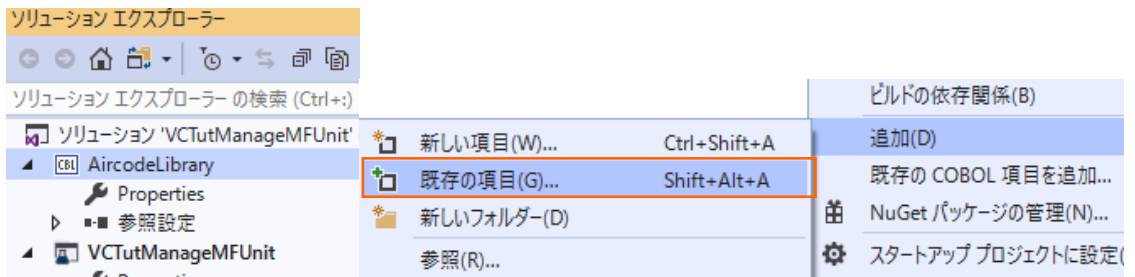 ソリューション エクスプローラー
ソリューション エクスプローラー の検索 (Ctrl+:)
ソリューション 'VCTutManageMFUnit'
CBL AircodeLibrary
Properties
参照設定
VCTutManageMFUnit
新しい項目(W)... Ctrl+Shift+A
既存の項目(G)... Shift+Alt+A
新しいフォルダー(D)
参照(R)...
ビルドの依存関係(B)
追加(D)
既存の COBOL 項目を追加...
NuGet パッケージの管理(N)...
スタートアップ プロジェクトに設定(